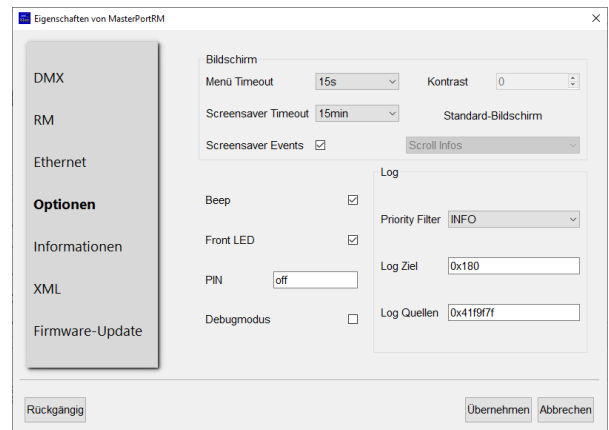 Eigenschaften von MasterPortRM
DMX
RM
Ethernet
Optionen
Informationen
XML
Firmware-Update
Bildschirm
Menü Timeout 15s Kontrast 0
Screensaver Timeout 15min Standard-Bildschirm
Screensaver Events Scroll Infos
Beep
Front LED
PIN off
Debugmodus
Log
Priority Filter INFO
Log Ziel 0x180
Log Quellen 0x41f9f7f
Rückgängig Übernehmen Abbrechen